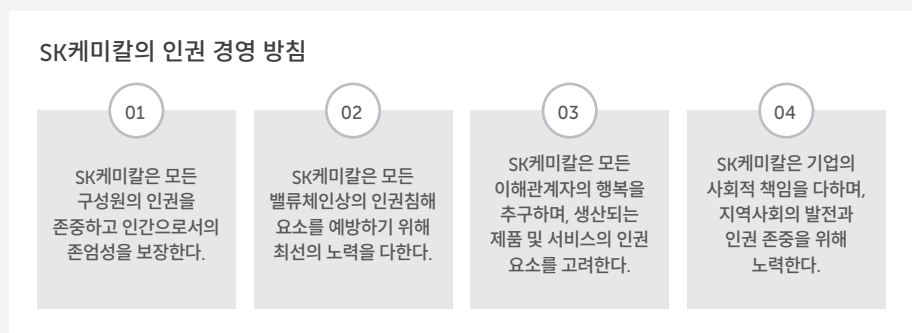 SK케미칼의 인권 경영 방침
01
SK케미칼은 모든
구성원의 인권을
존중하고 인간으로서의
존엄성을 보장한다.
02
SK케미칼은 모든
밸류체인상의 인권침해
요소를 예방하기 위해
최선의 노력을 다한다.
03
SK케미칼은 모든
이해관계자의 행복을
추구하며, 생산되는
제품 및 서비스의 인권
요소를 고려한다.
04
SK케미칼은 기업의
사회적 책임을 다하며,
지역사회의 발전과
인권 존중을 위해
노력한다.